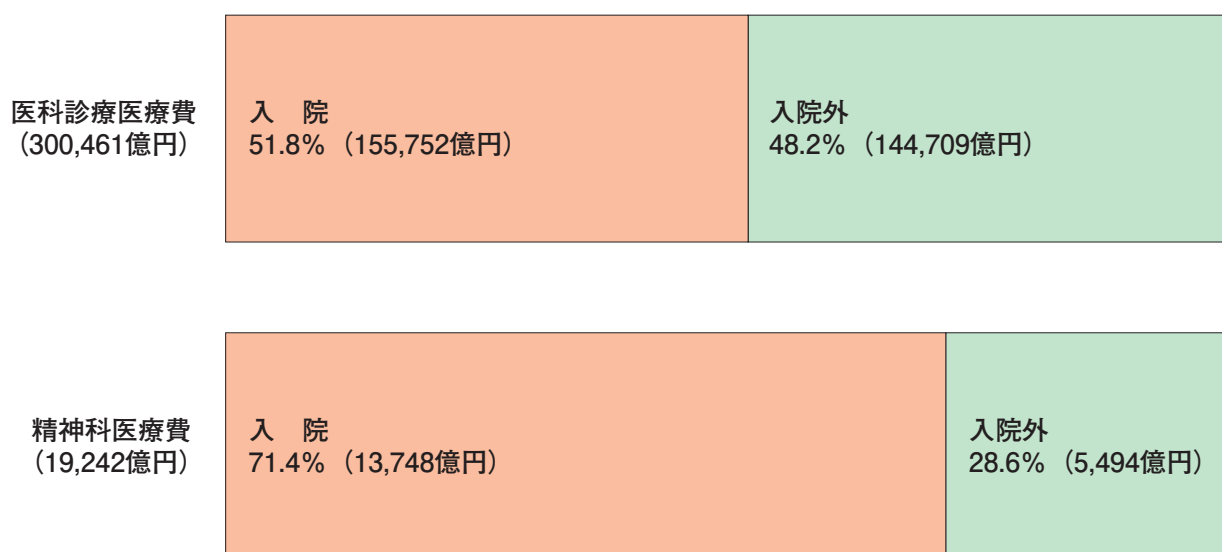 医科診療医療費
（300,461億円）
入　院
51.8%（155,752億円）
入院外
48.2%（144,709億円）
精神科医療費
（19,242億円）
入　院
71.4%（13,748億円）
入院外
28.6%（5,494億円）